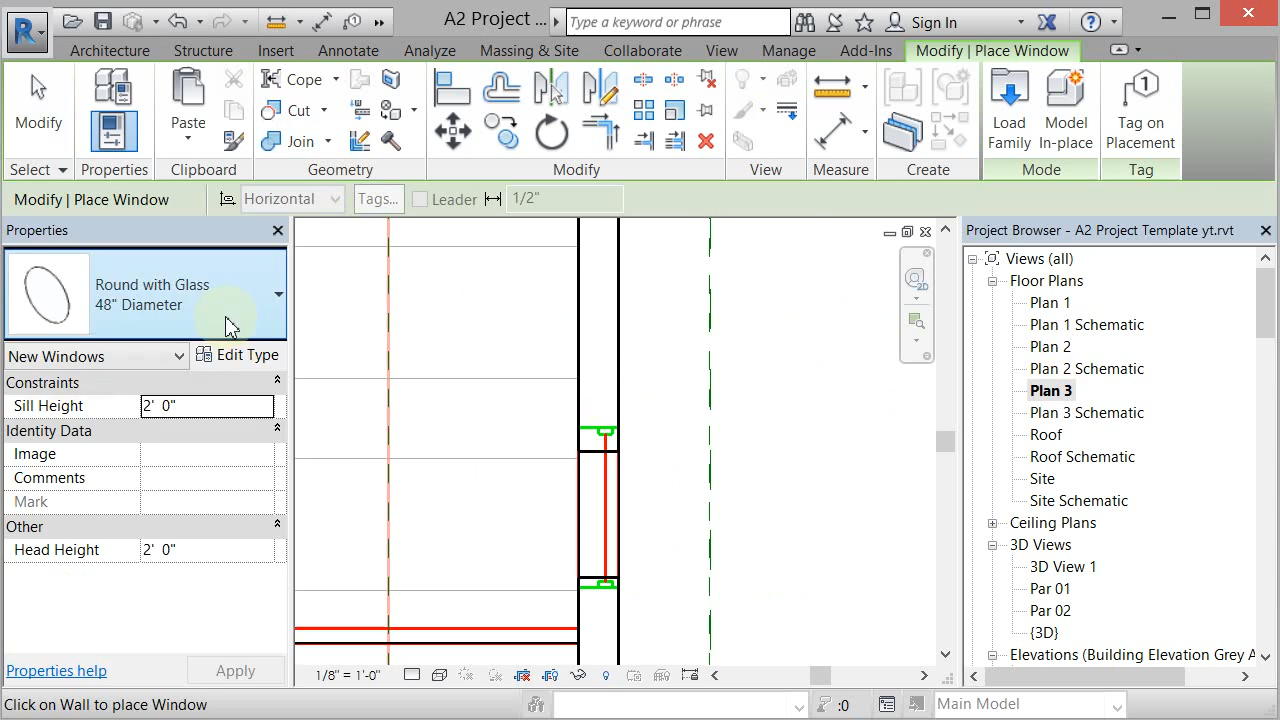 A2 Project ...
Type a keyword or phrase
Sign In
Architecture Structure Insert Annotate Analyze Massing & Site Collaborate View Manage Add-Ins Modify | Place Window
Modify
Paste
Cope
Cut
Join
Load Family
Model In-place
Tag on Placement
Select Properties Clipboard Geometry Modify View Measure Create Mode Tag
Modify | Place Window Horizontal Tags... Leader 1/2"
Properties
Round with Glass
48" Diameter
New Windows Edit Type
Constraints
Sill Height 2' 0"
Identity Data
Image
Comments
Mark
Other
Head Height 2' 0"
Properties help Apply
2D
1/8" = 1'-0"
Project Browser - A2 Project Template yt.rvt
Views (all)
Floor Plans
Plan 1
Plan 1 Schematic
Plan 2
Plan 2 Schematic
Plan 3
Plan 3 Schematic
Roof
Roof Schematic
Site
Site Schematic
Ceiling Plans
3D Views
3D View 1
Par 01
Par 02
{3D}
Elevations (Building Elevation Grey A
Click on Wall to place Window :0 Main Model